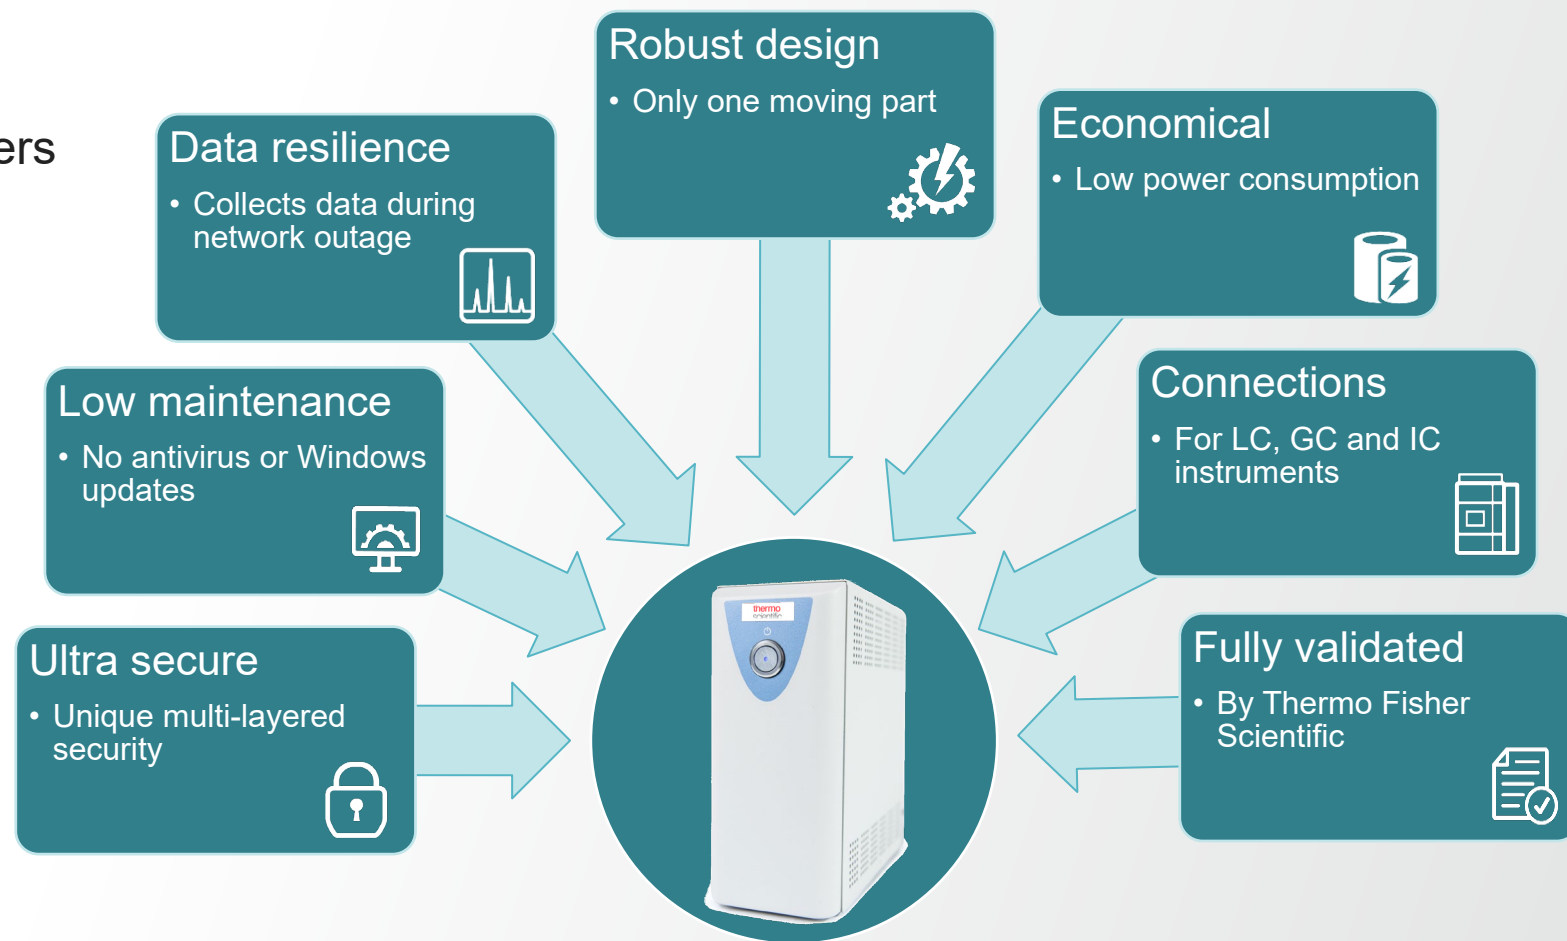 ers
Robust design
• Only one moving part
Data resilience
• Collects data during
network outage
Economical
• Low power consumption
Low maintenance
• No antivirus or Windows
updates
Connections
• For LC, GC and IC
instruments
Ultra secure
• Unique multi-layered
security
Fully validated
• By Thermo Fisher
Scientific
thermo
scientific